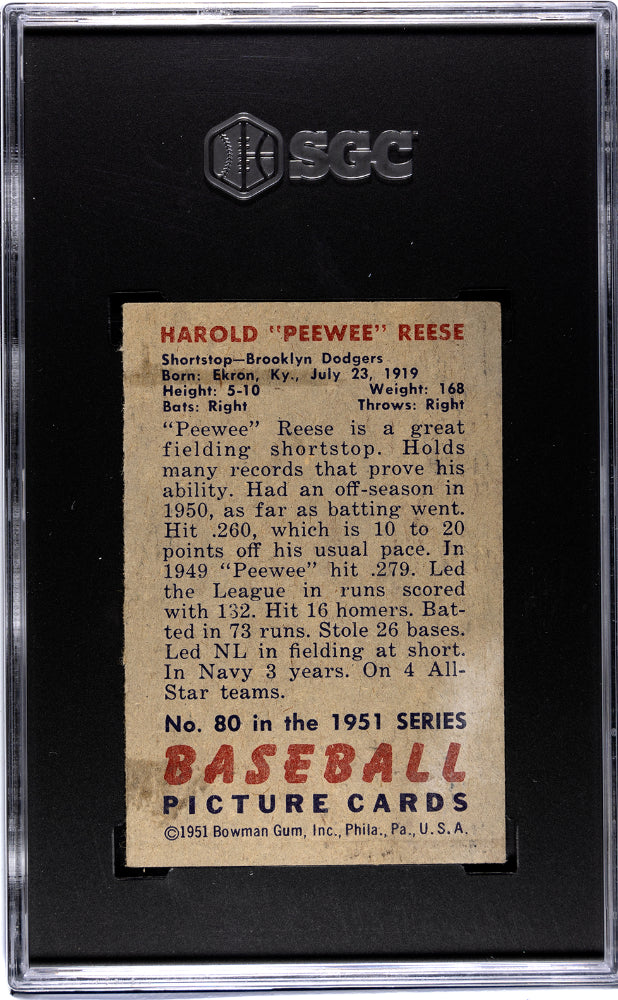 SGC
HAROLD "PEEWEE" REESE
Shortstop—Brooklyn Dodgers
Born: Ekron, Ky., July 23, 1919
Height: 5-10 Weight: 168
Bats: Right Throws: Right
"Peewee" Reese is a great
fielding shortstop. Holds
many records that prove his
ability. Had an off-season in
1950, as far as batting went.
Hit .260, which is 10 to 20
points off his usual pace. In
1949 "Peewee" hit .279. Led
the League in runs scored
with 132. Hit 16 homers. Bat-
ted in 73 runs. Stole 26 bases.
Led NL in fielding at short.
In Navy 3 years. On 4 All-
Star teams.
No. 80 in the 1951 SERIES
BASEBALL
PICTURE CARDS
©1951 Bowman Gum, Inc., Phila., Pa., U. S. A.